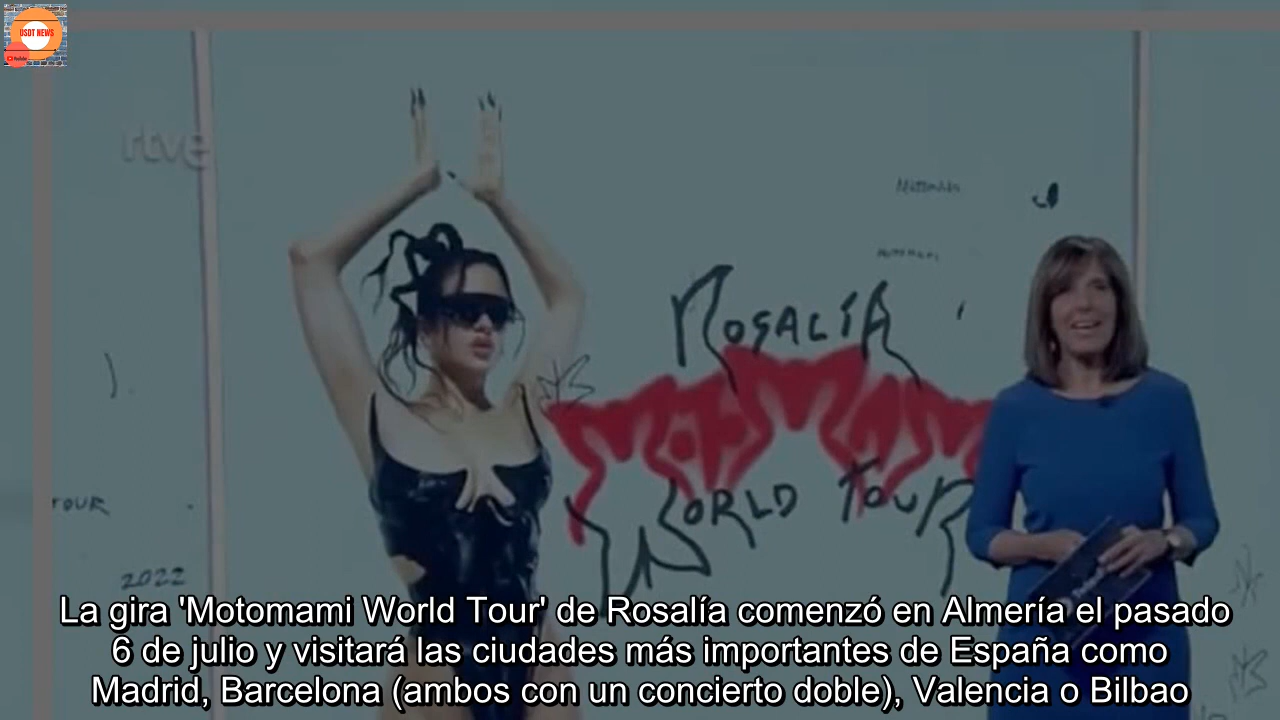 USDT NEWS
YouTube
rtve
Motomami
ROSALÍA
WORLD TOUR
TOUR
2022
La gira 'Motomami World Tour' de Rosalía comenzó en Almería el pasado
6 de julio y visitará las ciudades más importantes de España como
Madrid, Barcelona (ambos con un concierto doble), Valencia o Bilbao